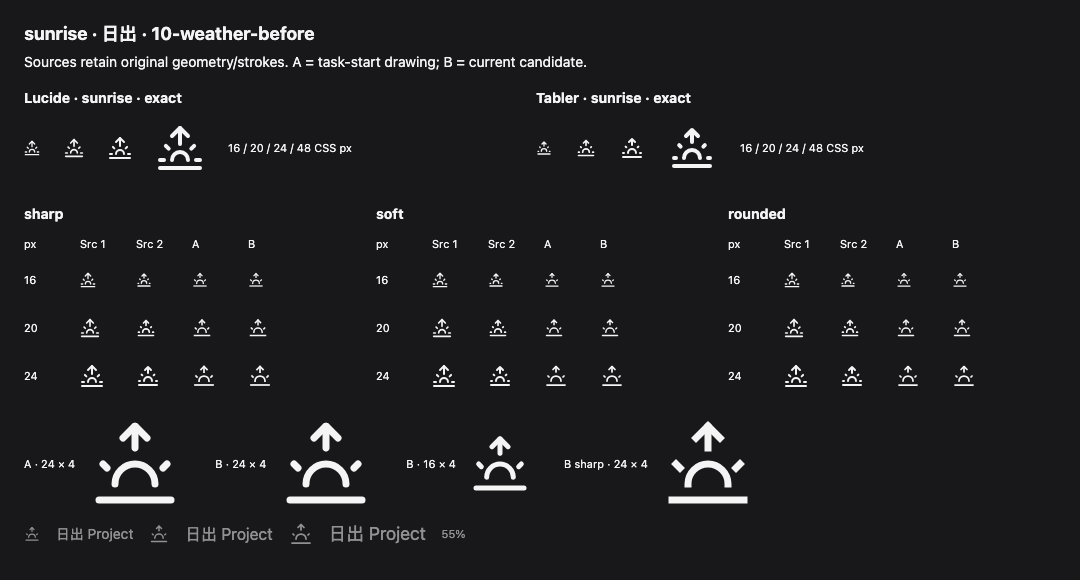 sunrise · 日出 · 10-weather-before
Sources retain original geometry/strokes. A = task-start drawing; B = current candidate.
Lucide · sunrise · exact
Tabler · sunrise · exact
16 / 20 / 24 / 48 CSS px
16 / 20 / 24 / 48 CSS px
sharp
soft
rounded
px Src 1 Src 2 A B
px Src 1 Src 2 A B
px Src 1 Src 2 A B
16
16
16
20
20
20
24
24
24
A · 24 × 4
B · 24 × 4
B · 16 × 4
B sharp · 24 × 4
日出 Project
日出 Project
日出 Project
55%